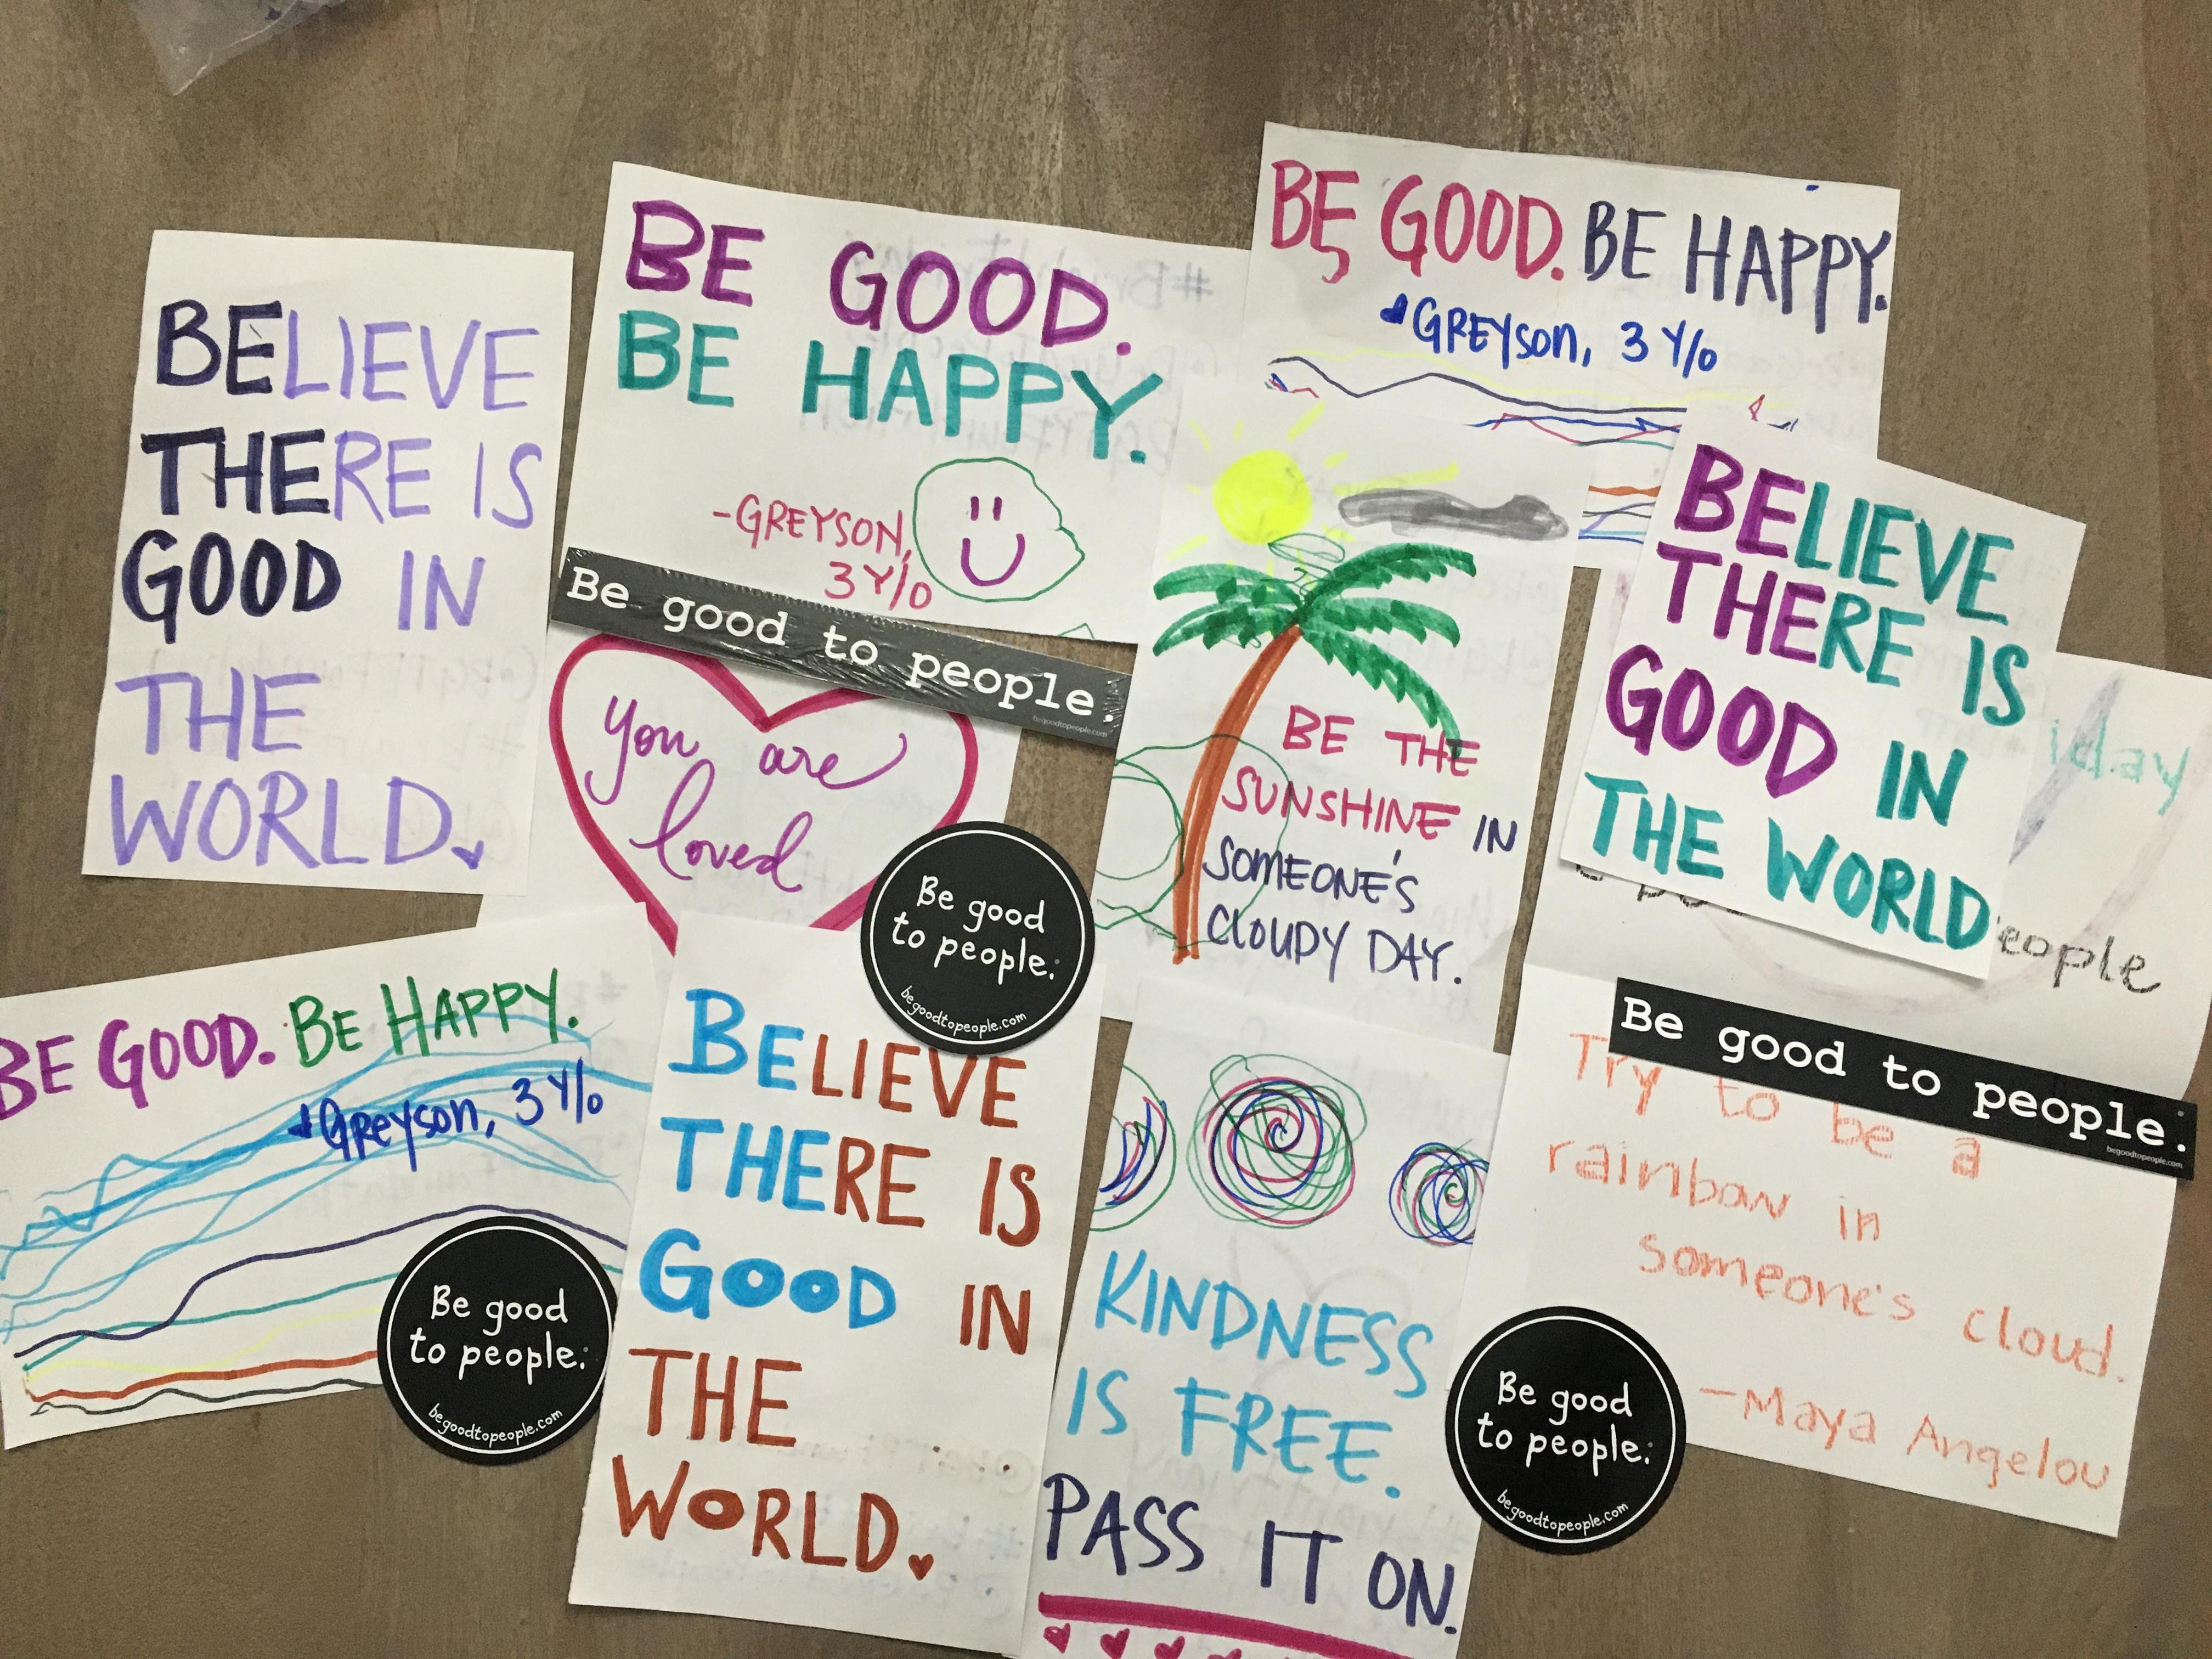 BELIEVE
THERE IS
GOOD IN
THE
WORLD.
BE GOOD.
BE HAPPY.
-GREYSON,
3 Y/O
Be good to people.
begoodtopeople.com
You are
loved
Be good
to people.
begoodtopeople.com
BE GOOD. BE HAPPY.
GREYSON, 3 Y/O
BE THE
SUNSHINE IN
SOMEONE'S
CLOUDY DAY.
BELIEVE
THERE IS
GOOD IN
THE WORLD
iday
eople
Be good to people.
begoodtopeople.com
Try to be a
rainbow in
someone's cloud.
-Maya Angelou
BE GOOD. BE HAPPY.
GREYSON, 3 Y/O
Be good
to people.
begoodtopeople.com
BELIEVE
THERE IS
GOOD IN
THE
WORLD.
KINDNESS
IS FREE.
PASS IT ON.
Be good
to people.
begoodtopeople.com